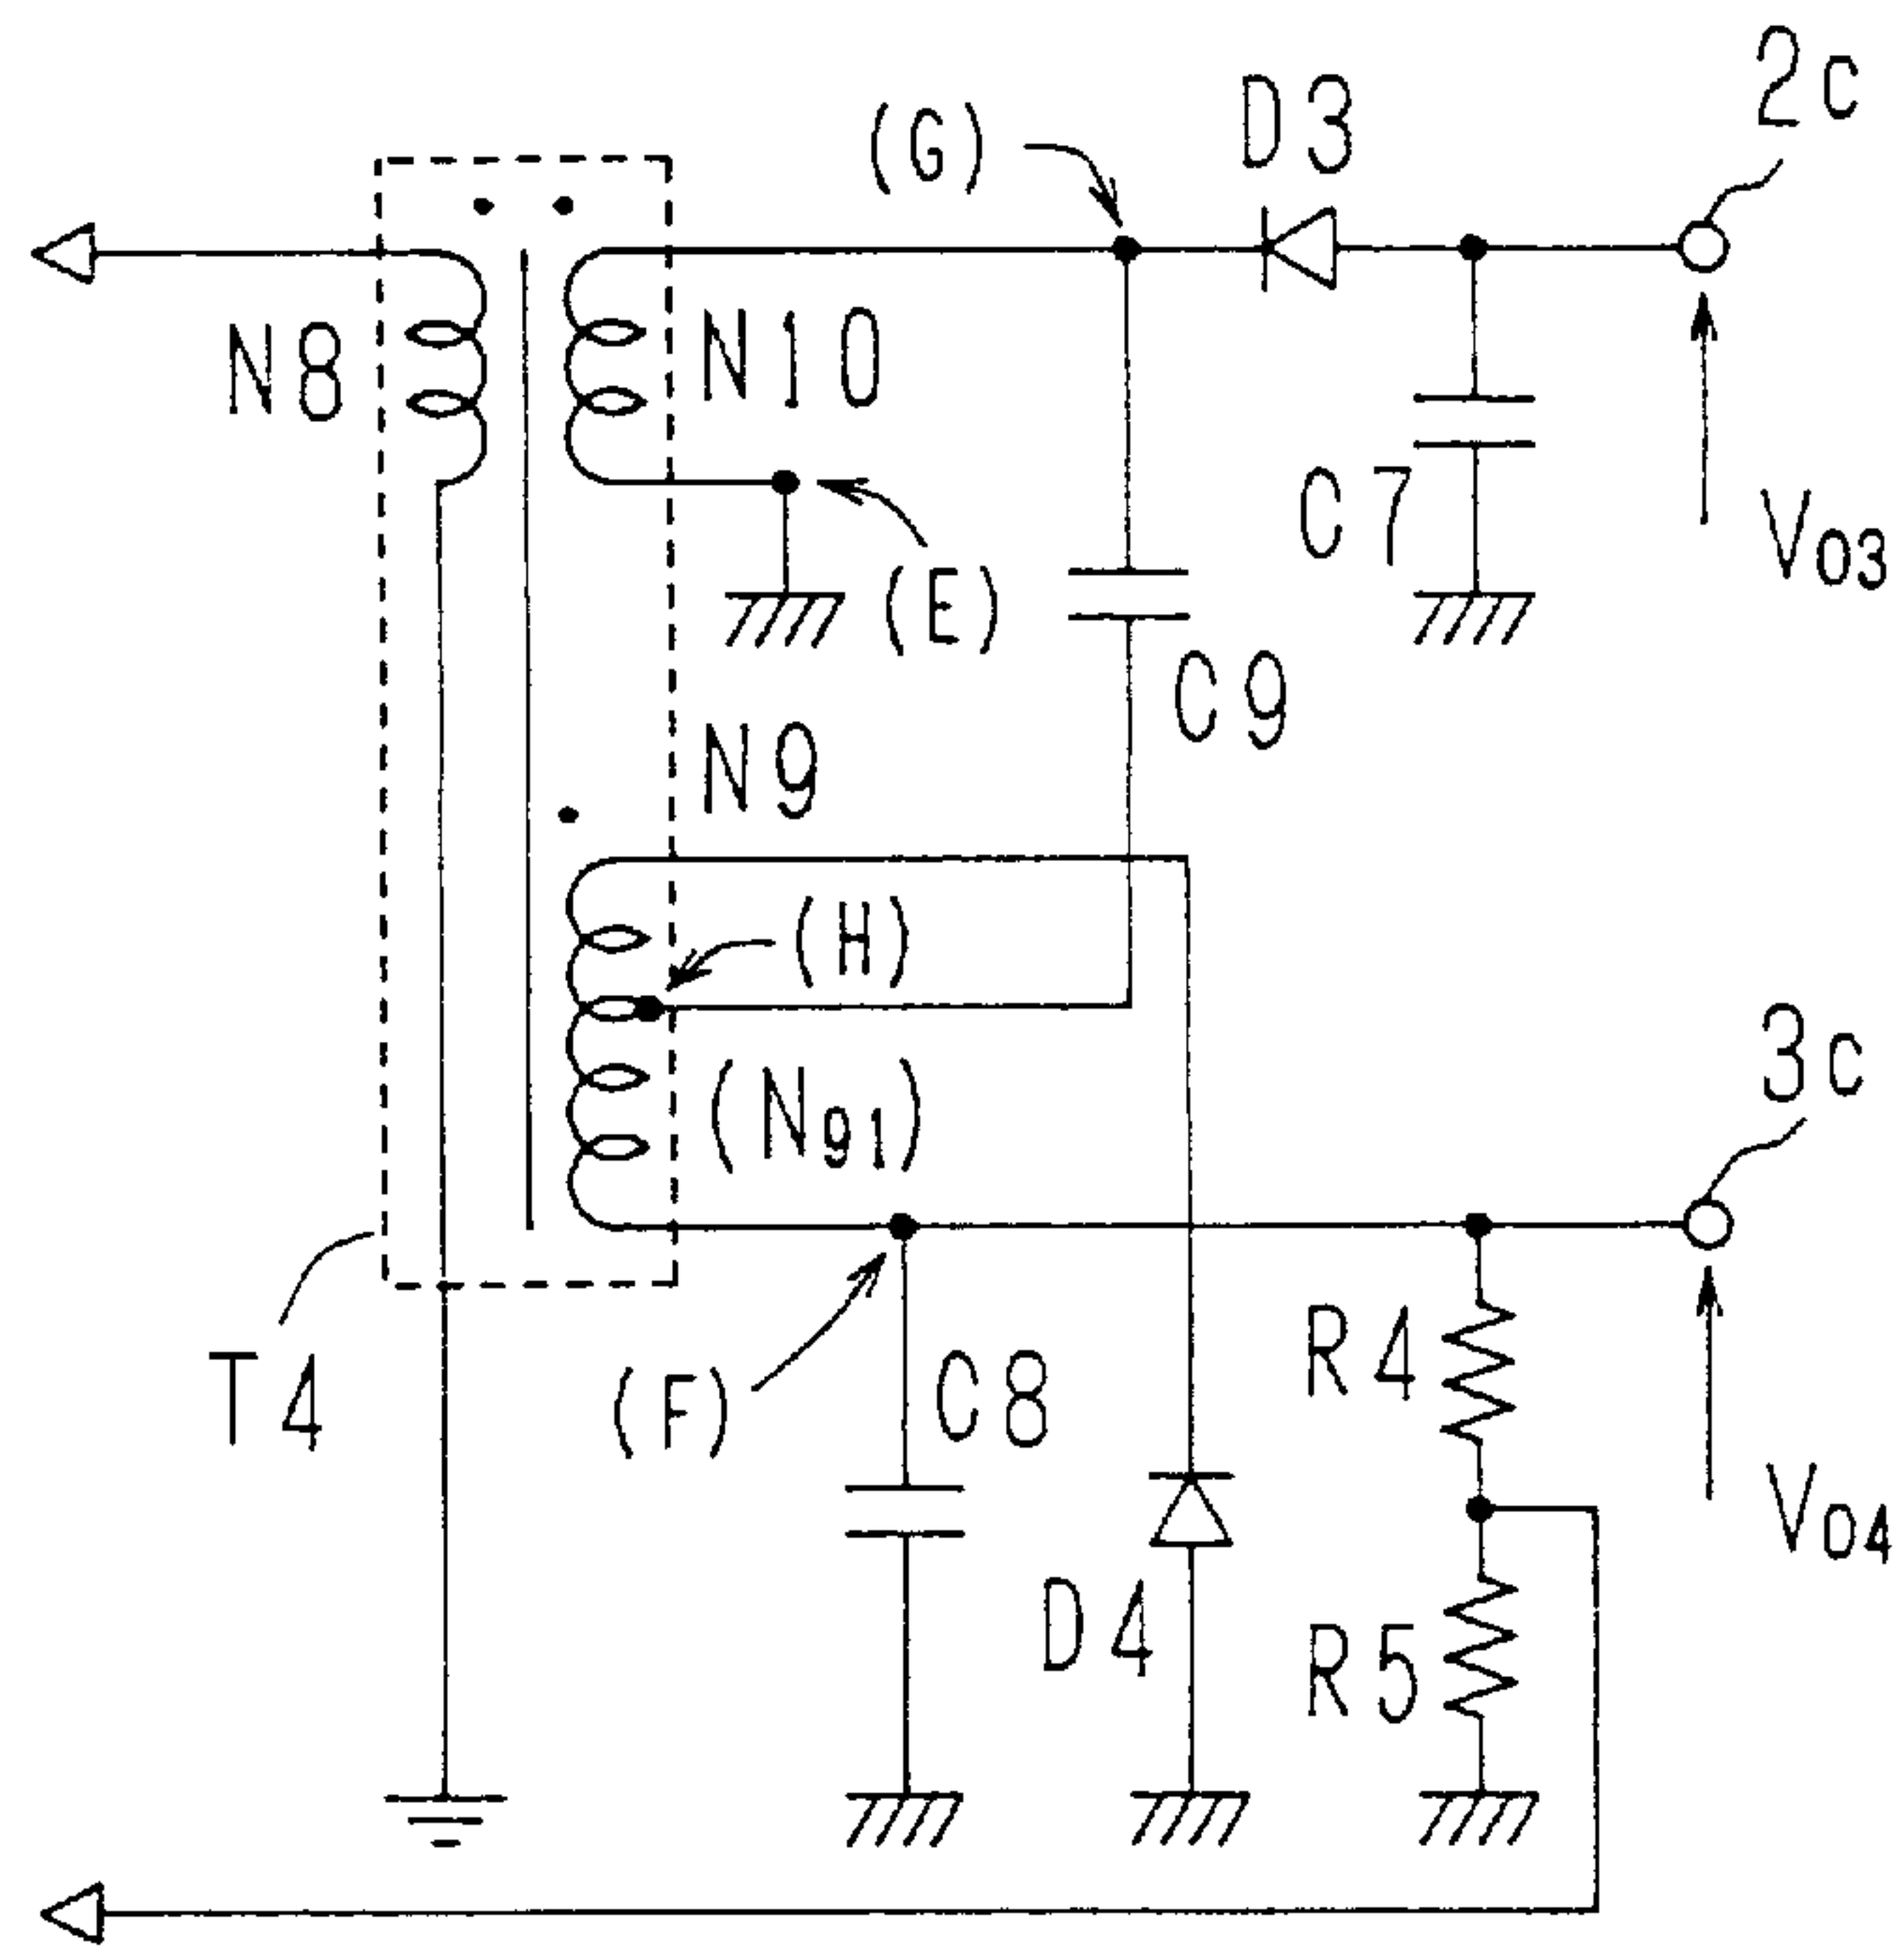 2c
D3
(G)
N8
N10
C7
VO3
(E)
C9
N9
(H)
3c
(N91)
R4
C8
(F)
T4
VO4
D4
R5